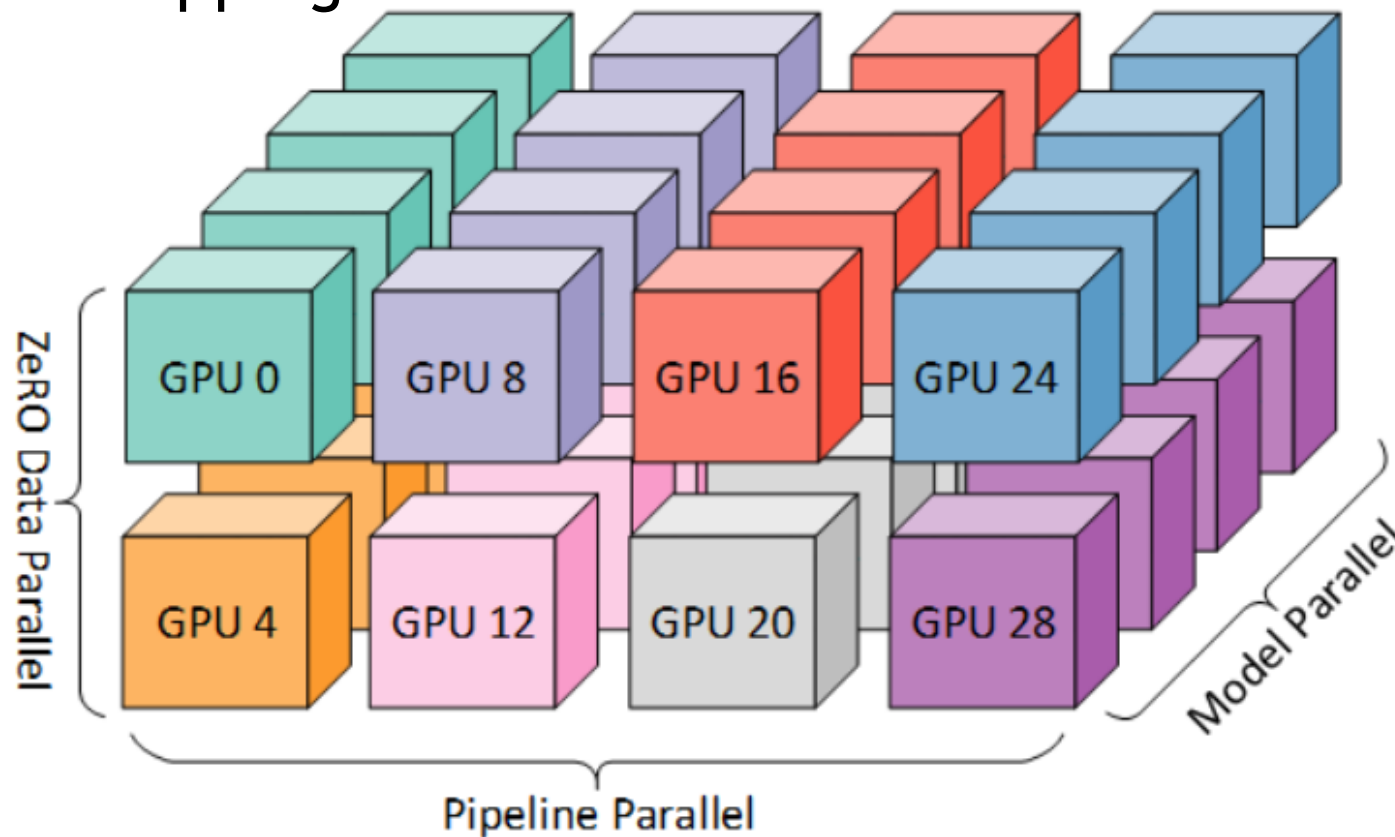 GPU 0
GPU 8
GPU 16
GPU 24
GPU 4
GPU 12
GPU 20
GPU 28
ZeRO Data Parallel
Model Parallel
Pipeline Parallel